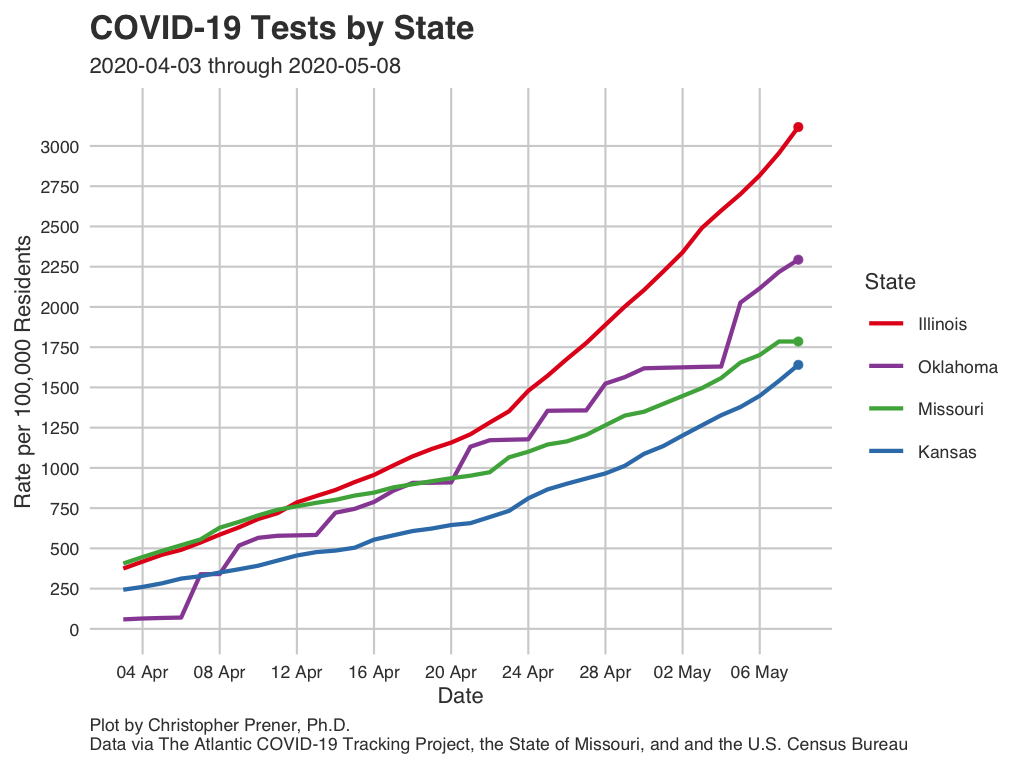 COVID-19 Tests by State
2020-04-03 through 2020-05-08
Rate per 100,000 Residents
3000
2750
2500
2250
2000
1750
1500
1250
1000
750
500
250
0
04 Apr 08 Apr 12 Apr 16 Apr 20 Apr 24 Apr 28 Apr 02 May 06 May
Date
State
Illinois
Oklahoma
Missouri
Kansas
Plot by Christopher Prener, Ph.D.
Data via The Atlantic COVID-19 Tracking Project, the State of Missouri, and and the U.S. Census Bureau